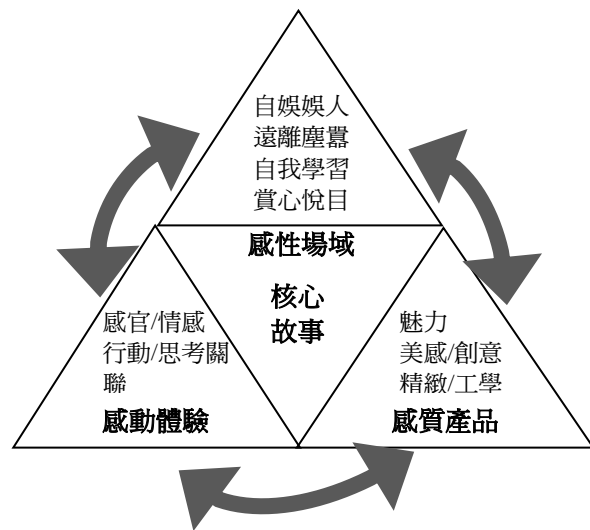 自娛娛人
遠離塵囂
自我學習
賞心悅目
感性場域
核心
故事
感官/情感
行動/思考關
聯
感動體驗
魅力
美感/創意
精緻/工學
感質產品